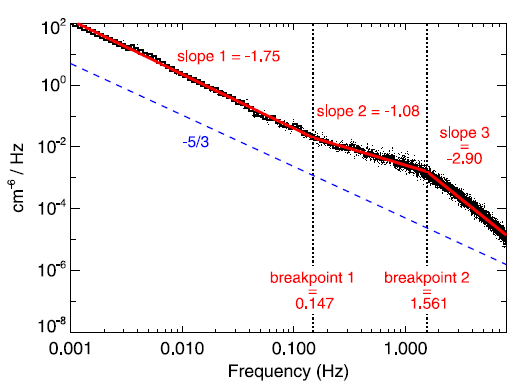 10²
10⁰
10⁻²
10⁻⁴
10⁻⁶
10⁻⁸
cm⁻⁶ / Hz
slope 1 = -1.75
slope 2 = -1.08
slope 3
=
-2.90
-5/3
breakpoint 1
=
0.147
breakpoint 2
=
1.561
0.001
0.010
0.100
1.000
Frequency (Hz)